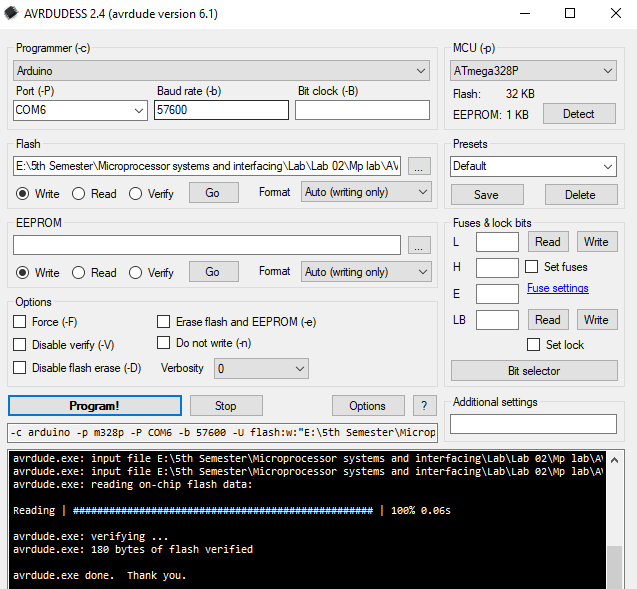 AVRDUDESS 2.4 (avrdude version 6.1)
Programmer (-c)
Arduino
Port (-P)
Baud rate (-b)
Bit clock (-B)
COM6
57600
MCU (-p)
ATmega328P
Flash: 32 KB
EEPROM: 1 KB
Detect
Flash
E:\5th Semester\Microprocessor systems and interfacing\Lab\Lab 02\Mp lab\AV
...
Write
Read
Verify
Go
Format
Auto (writing only)
Presets
Default
Save
Delete
EEPROM
...
Write
Read
Verify
Go
Format
Auto (writing only)
Fuses & lock bits
L
Read
Write
H
Set fuses
E
Fuse settings
LB
Read
Write
Set lock
Bit selector
Options
Force (-F)
Erase flash and EEPROM (-e)
Disable verify (-V)
Do not write (-n)
Disable flash erase (-D)
Verbosity
0
Program!
Stop
Options
?
Additional settings
-c arduino -p m328p -P COM6 -b 57600 -U flash:w:"E:\5th Semester\Microp
avrdude.exe: input file E:\5th Semester\Microprocessor systems and interfacing\Lab\Lab 02\Mp lab\AV
avrdude.exe: input file E:\5th Semester\Microprocessor systems and interfacing\Lab\Lab 02\Mp lab\AV
avrdude.exe: reading on-chip flash data:
Reading | ################################################## | 100% 0.06s
avrdude.exe: verifying ...
avrdude.exe: 180 bytes of flash verified
avrdude.exe done.  Thank you.